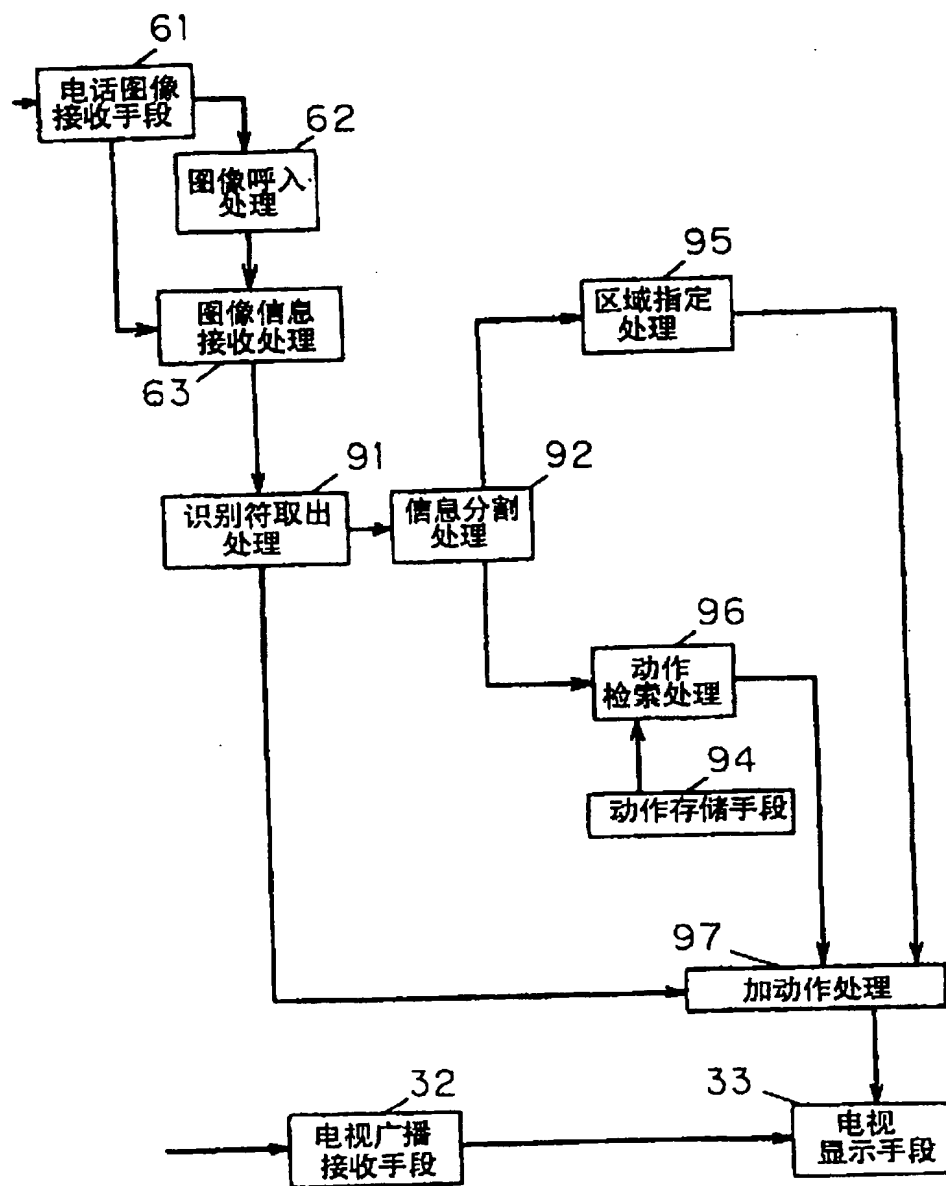 61
电话图像
接收手段
62
图像呼入
处理
图像信息
接收处理
63
95
区域指定
处理
91
识别符取出
处理
92
信息分割
处理
96
动作
检索处理
94
动作存储手段
97
加动作处理
32
电视广播
接收手段
33
电视
显示手段